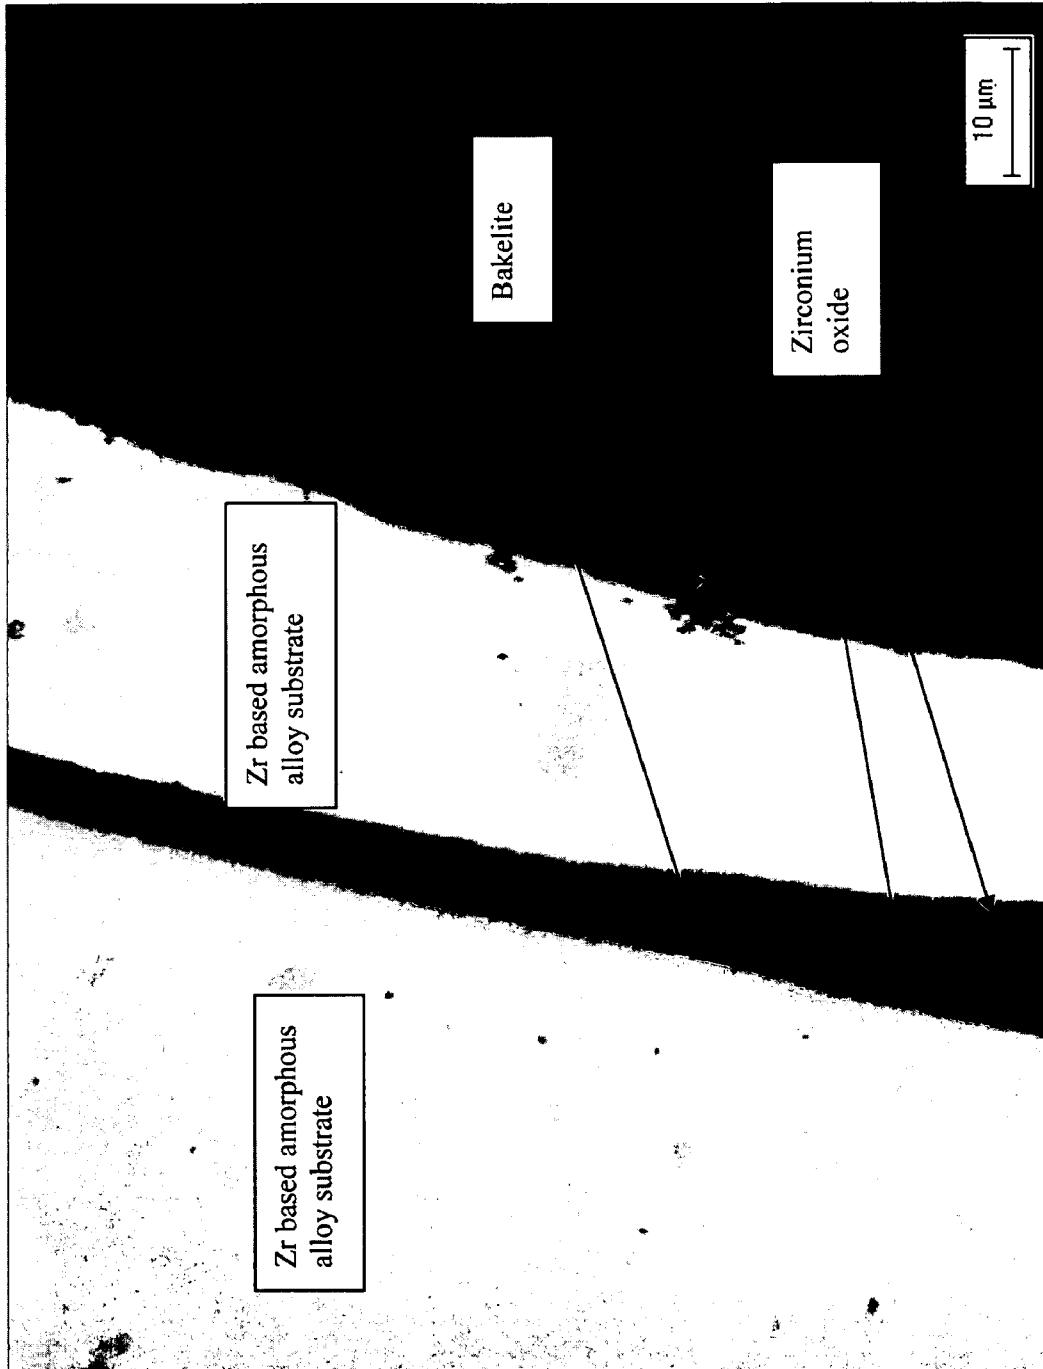 Zr based amorphous
alloy substrate
Zr based amorphous
alloy substrate
Bakelite
Zirconium
oxide
10 µm